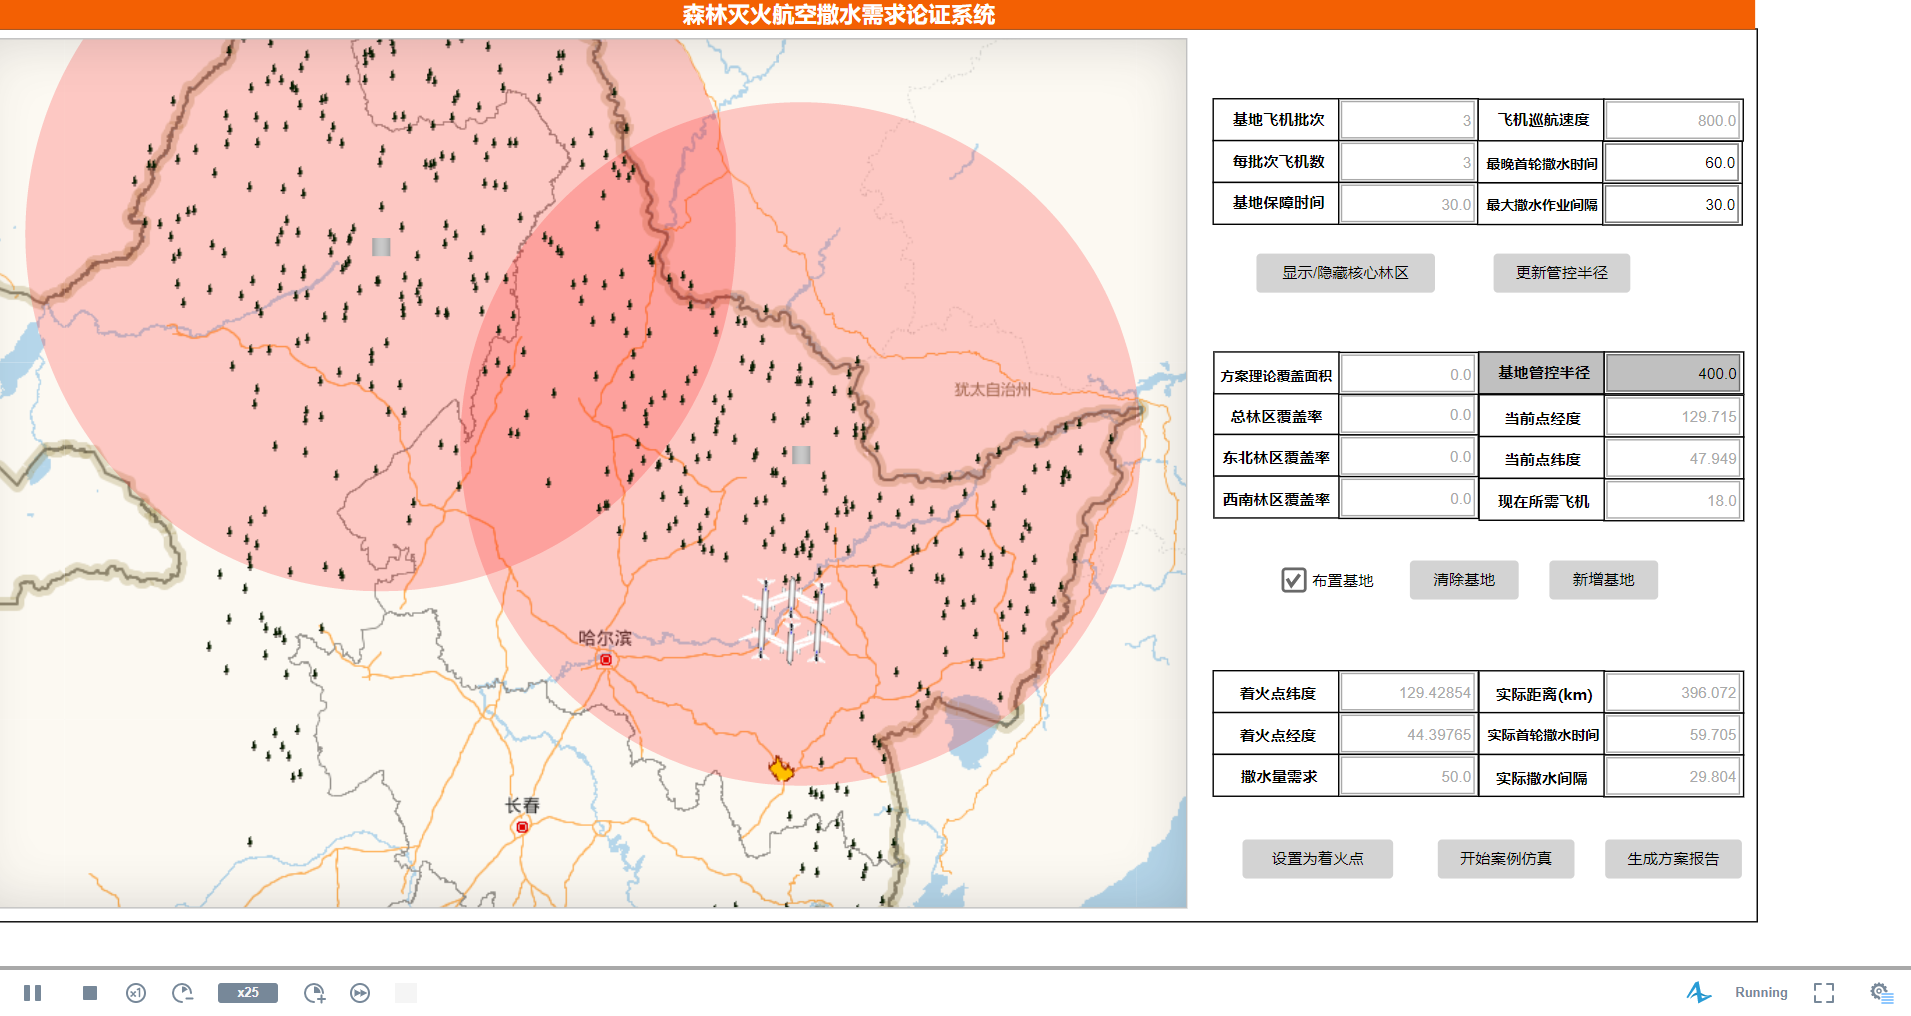 森林灭火航空撒水需求论证系统
基地飞机批次 3 飞机巡航速度 800.0
每批次飞机数 3 最晚首轮撒水时间 60.0
基地保障时间 30.0 最大撒水作业间隔 30.0
显示/隐藏核心林区 更新管控半径
方案理论覆盖面积 0.0 基地管控半径 400.0
总林区覆盖率 0.0 当前点经度 129.715
东北林区覆盖率 0.0 当前点纬度 47.949
西南林区覆盖率 0.0 现在所需飞机 18.0
布置基地 清除基地 新增基地
着火点纬度 129.42854 实际距离(km) 396.072
着火点经度 44.39765 实际首轮撒水时间 59.705
撒水量需求 50.0 实际撒水间隔 29.804
设置为着火点 开始案例仿真 生成方案报告
犹太自治州
哈尔滨
长春
x1 x25 Running